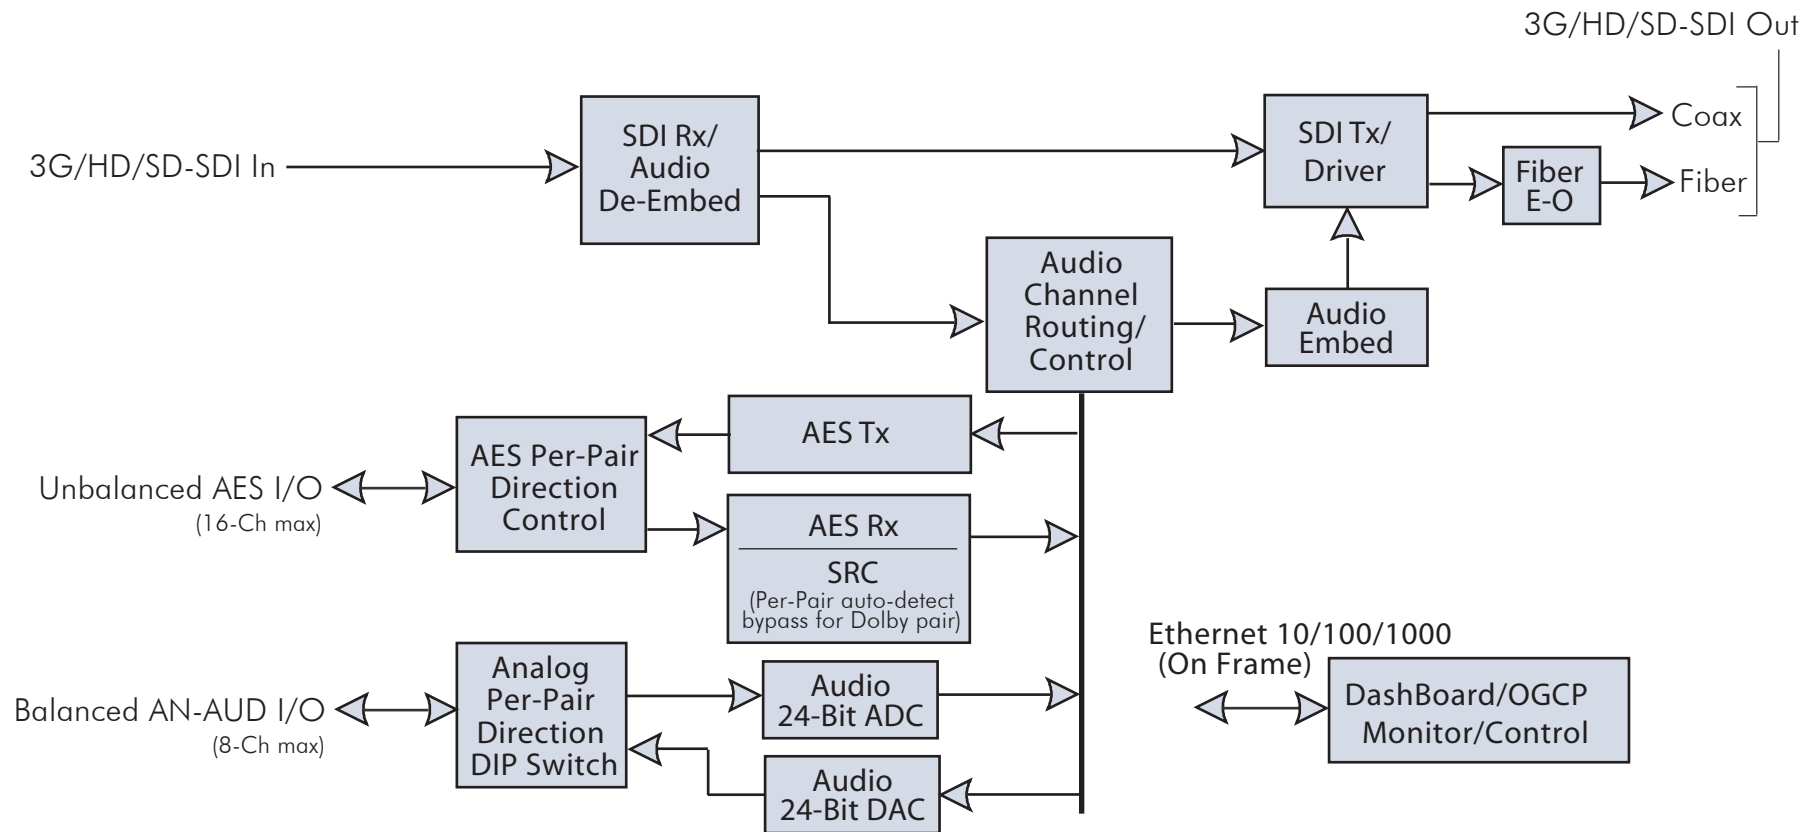 3G/HD/SD-SDI Out
SDI Rx/
Audio
De-Embed
SDI Tx/
Driver
Coax
3G/HD/SD-SDI In
Fiber
E-O
Fiber
Audio
Channel
Routing/
Control
Audio
Embed
AES Tx
AES Per-Pair
Direction
Control
Unbalanced AES I/O
(16-Ch max)
AES Rx
SRC
(Per-Pair auto-detect
bypass for Dolby pair)
Ethernet 10/100/1000
(On Frame)
Analog
Per-Pair
Direction
DIP Switch
Balanced AN-AUD I/O
(8-Ch max)
Audio
24-Bit ADC
DashBoard/OGCP
Monitor/Control
Audio
24-Bit DAC